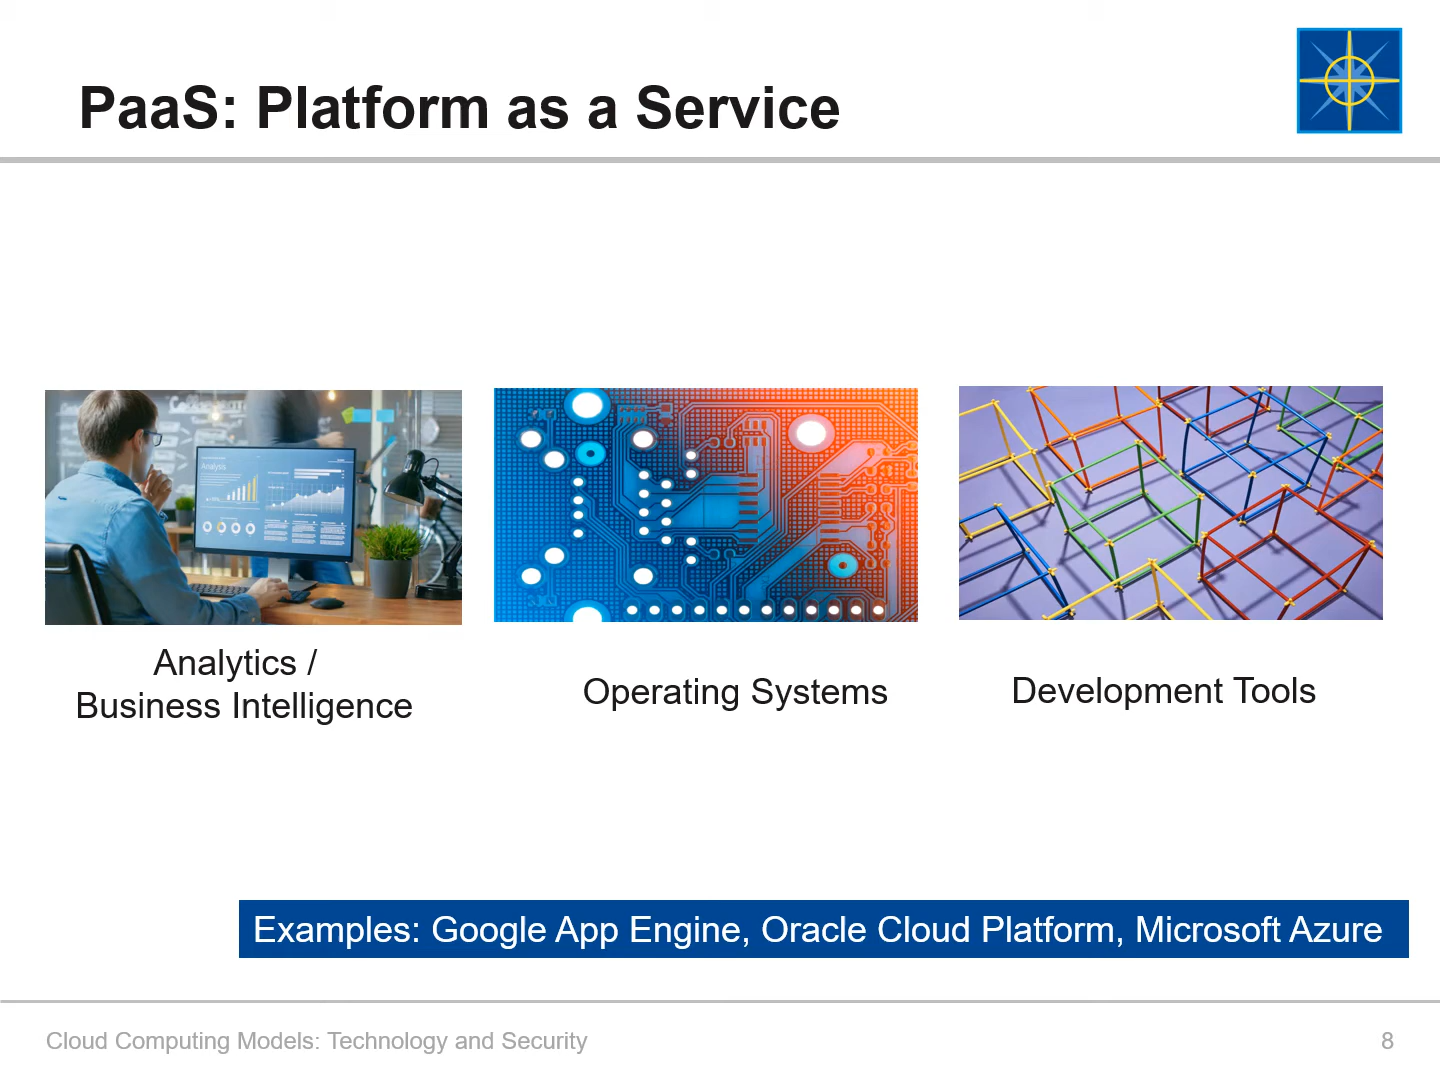 PaaS: Platform as a Service
Analysis
Analytics /
Business Intelligence
Operating Systems
Development Tools
Examples: Google App Engine, Oracle Cloud Platform, Microsoft Azure
Cloud Computing Models: Technology and Security
8